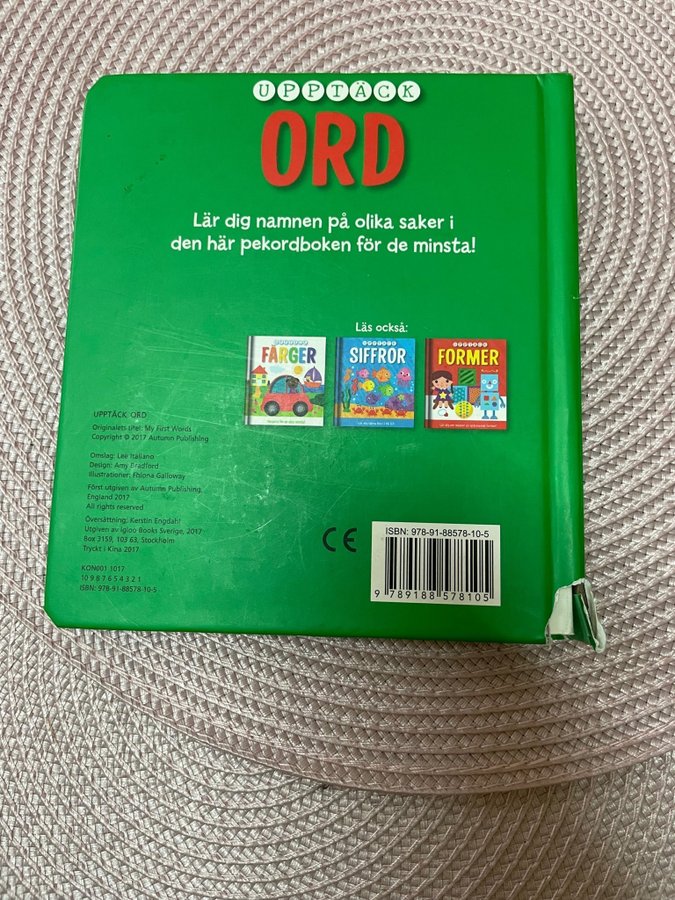 UPPTÄCK
ORD
Lär dig namnen på olika saker i
den här pekordboken för de minsta!
Läs också:
FÄRGER
UPPTÄCK
SIFFROR
UPPTÄCK
FORMER
UPPTÄCK ORD
Originalets titel: My First Words
Copyright © 2017 Autumn Publishing
Omslag: Lee Italiano
Design: Amy Bradford
Illustrationer: Fhiona Galloway
Först utgiven av Autumn Publishing,
England 2017
All rights reserved
Översättning: Kerstin Engdahl
Utgiven av Igloo Books Sverige, 2017
Box 3159, 103 63, Stockholm
Tryckt i Kina 2017
KON001 1017
10 9 8 7 6 5 4 3 2 1
ISBN: 978-91-88578-10-5
CE
ISBN: 978-91-88578-10-5
9 789188 578105